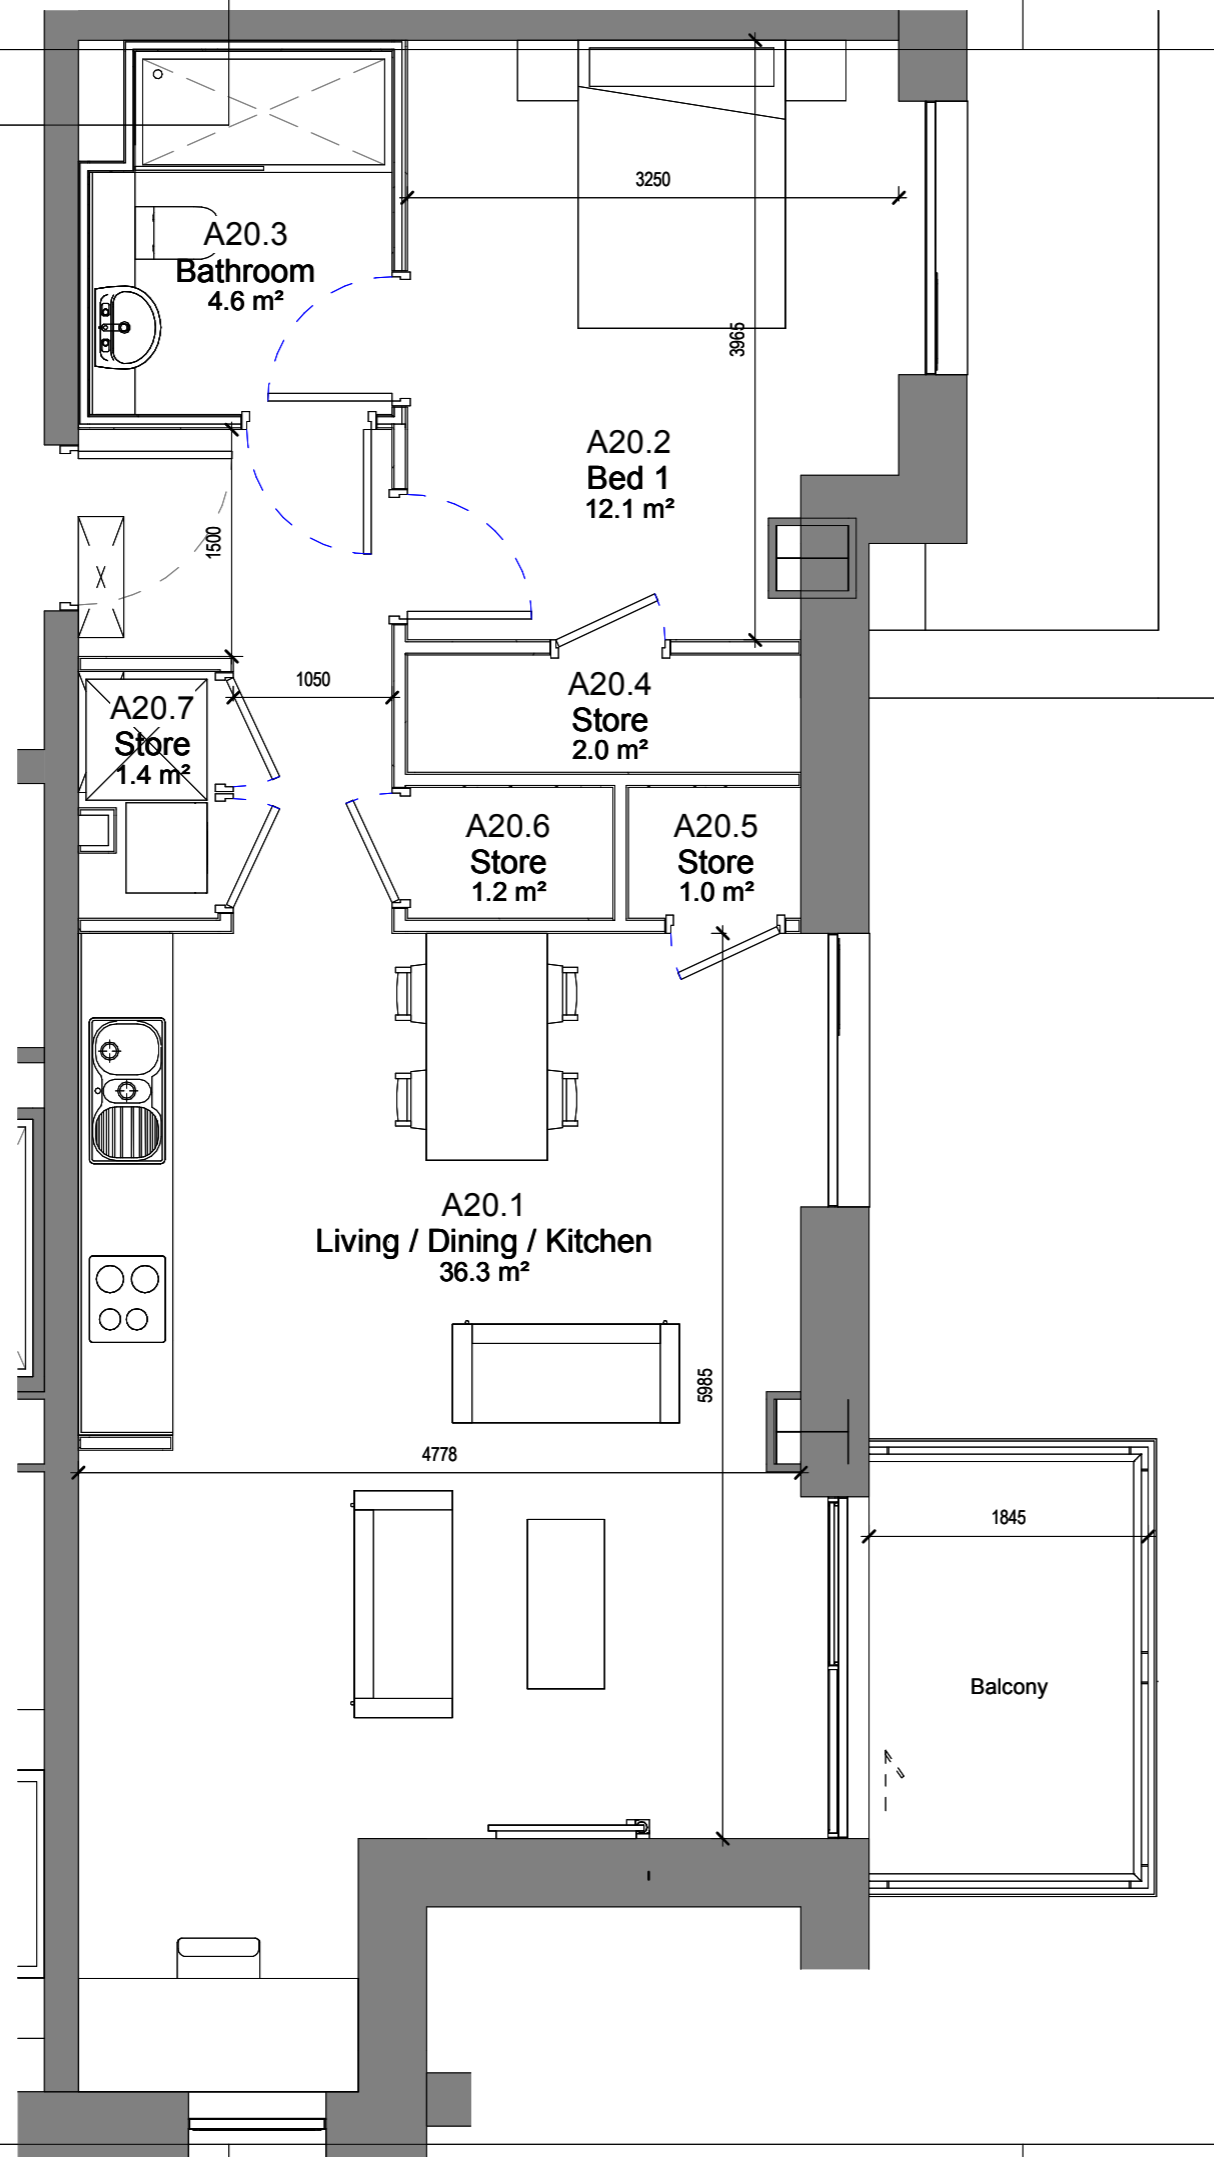 3250
A20.3
Bathroom
4.6 m²
3965
A20.2
Bed 1
12.1 m²
1500
X
1050
A20.7
Store
1.4 m²
A20.4
Store
2.0 m²
A20.6
Store
1.2 m²
A20.5
Store
1.0 m²
A20.1
Living / Dining / Kitchen
36.3 m²
5985
4778
1845
Balcony